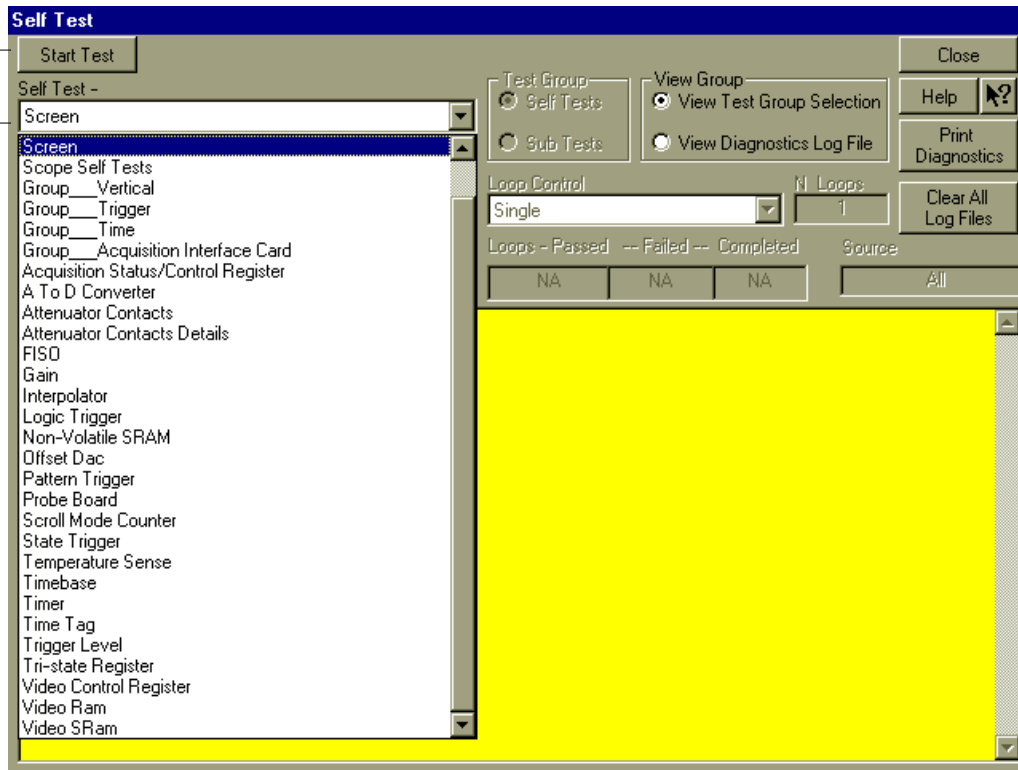 Self Test
Start Test
Close
Self Test -
Screen
Test Group
Self Tests
Sub Tests
View Group
View Test Group Selection
View Diagnostics Log File
Help
?
Print
Diagnostics
Clear All
Log Files
Loop Control
N Loops
Single
1
Loops - Passed -- Failed -- Completed
Source
NA
NA
NA
All
Screen
Scope Self Tests
Group___Vertical
Group___Trigger
Group___Time
Group___Acquisition Interface Card
Acquisition Status/Control Register
A To D Converter
Attenuator Contacts
Attenuator Contacts Details
FISO
Gain
Interpolator
Logic Trigger
Non-Volatile SRAM
Offset Dac
Pattern Trigger
Probe Board
Scroll Mode Counter
State Trigger
Temperature Sense
Timebase
Timer
Time Tag
Trigger Level
Tri-state Register
Video Control Register
Video Ram
Video SRam